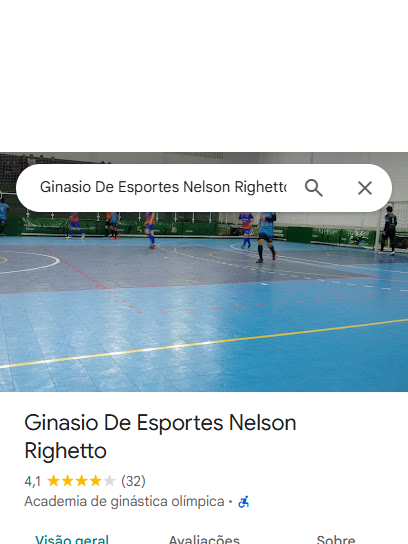 Ginasio De Esportes Nelson Righetto
Ginasio De Esportes Nelson
Righetto
4,1 (32)
Academia de ginástica olímpica ·
Visão geral Avaliações Sobre